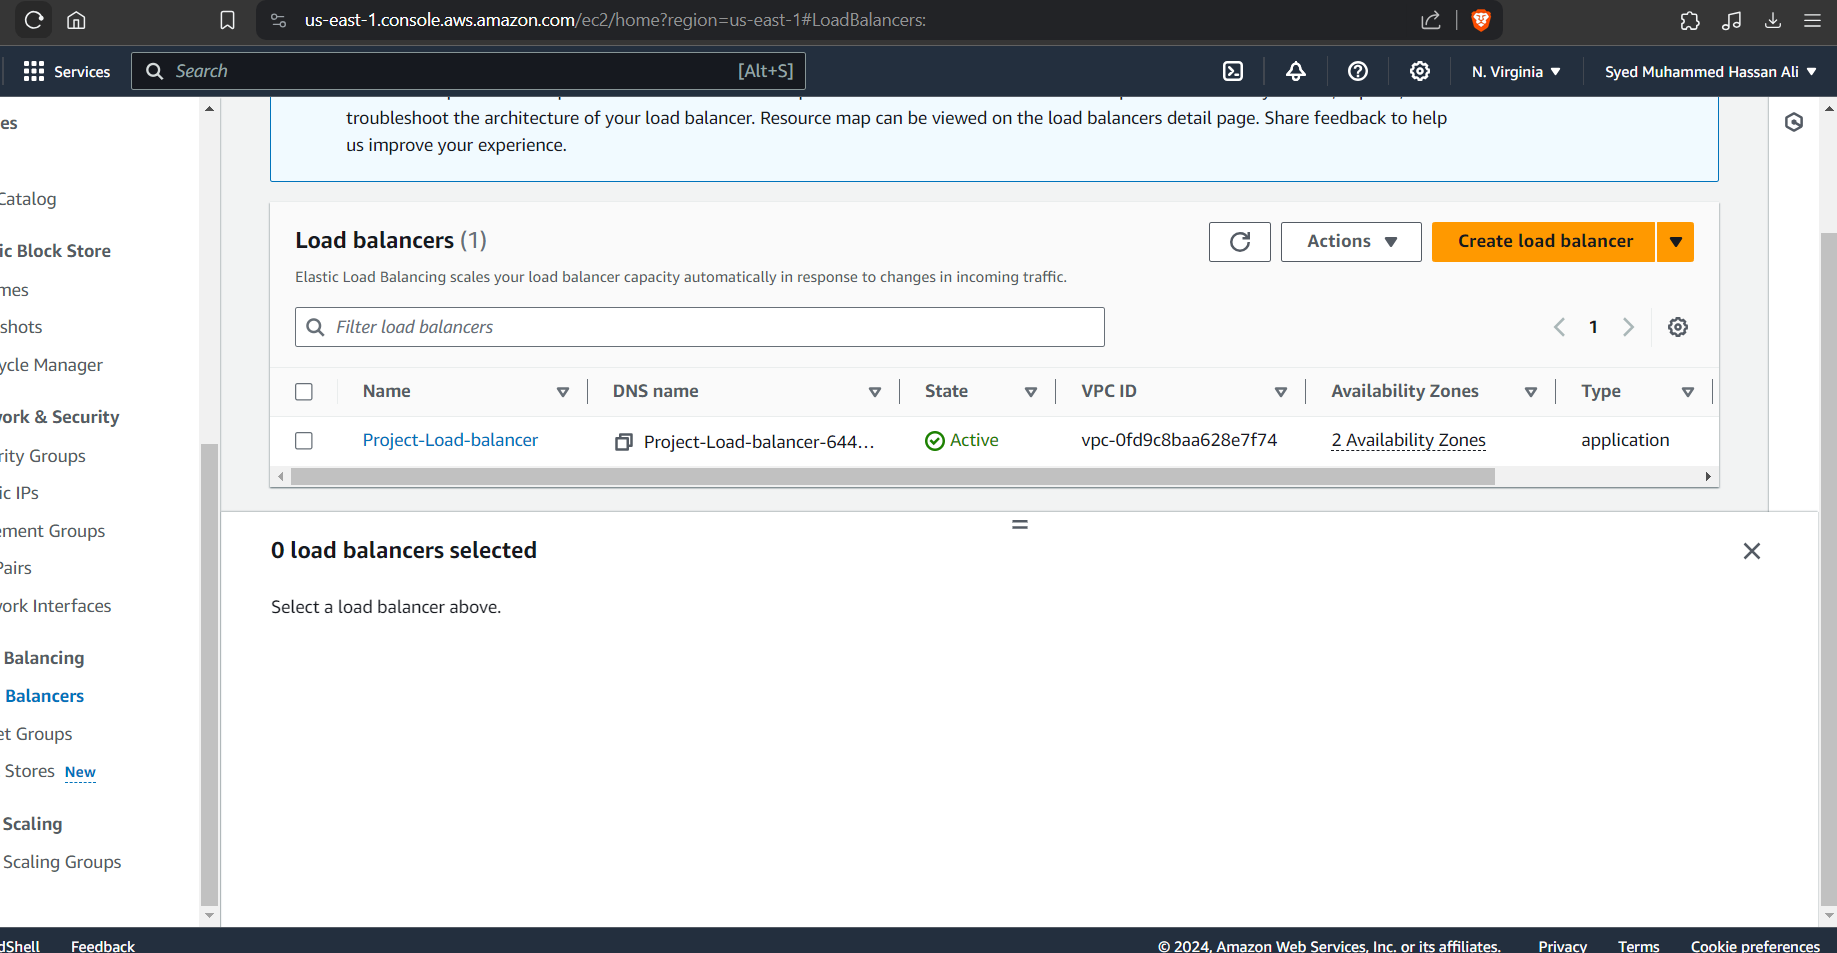 us-east-1.console.aws.amazon.com/ec2/home?region=us-east-1#LoadBalancers:
Services
Search
[Alt+S]
N. Virginia
Syed Muhammed Hassan Ali
es
Catalog
ic Block Store
mes
shots
ycle Manager
ork & Security
rity Groups
ic IPs
ement Groups
Pairs
ork Interfaces
Balancing
Balancers
et Groups
Stores New
Scaling
Scaling Groups
troubleshoot the architecture of your load balancer. Resource map can be viewed on the load balancers detail page. Share feedback to help
us improve your experience.
Load balancers (1)
Actions
Create load balancer
Elastic Load Balancing scales your load balancer capacity automatically in response to changes in incoming traffic.
Filter load balancers
1
Name DNS name State VPC ID Availability Zones Type
Project-Load-balancer Project-Load-balancer-644... Active vpc-0fd9c8baa628e7f74 2 Availability Zones application
0 load balancers selected
Select a load balancer above.
dShell Feedback © 2024, Amazon Web Services, Inc. or its affiliates. Privacy Terms Cookie preferences